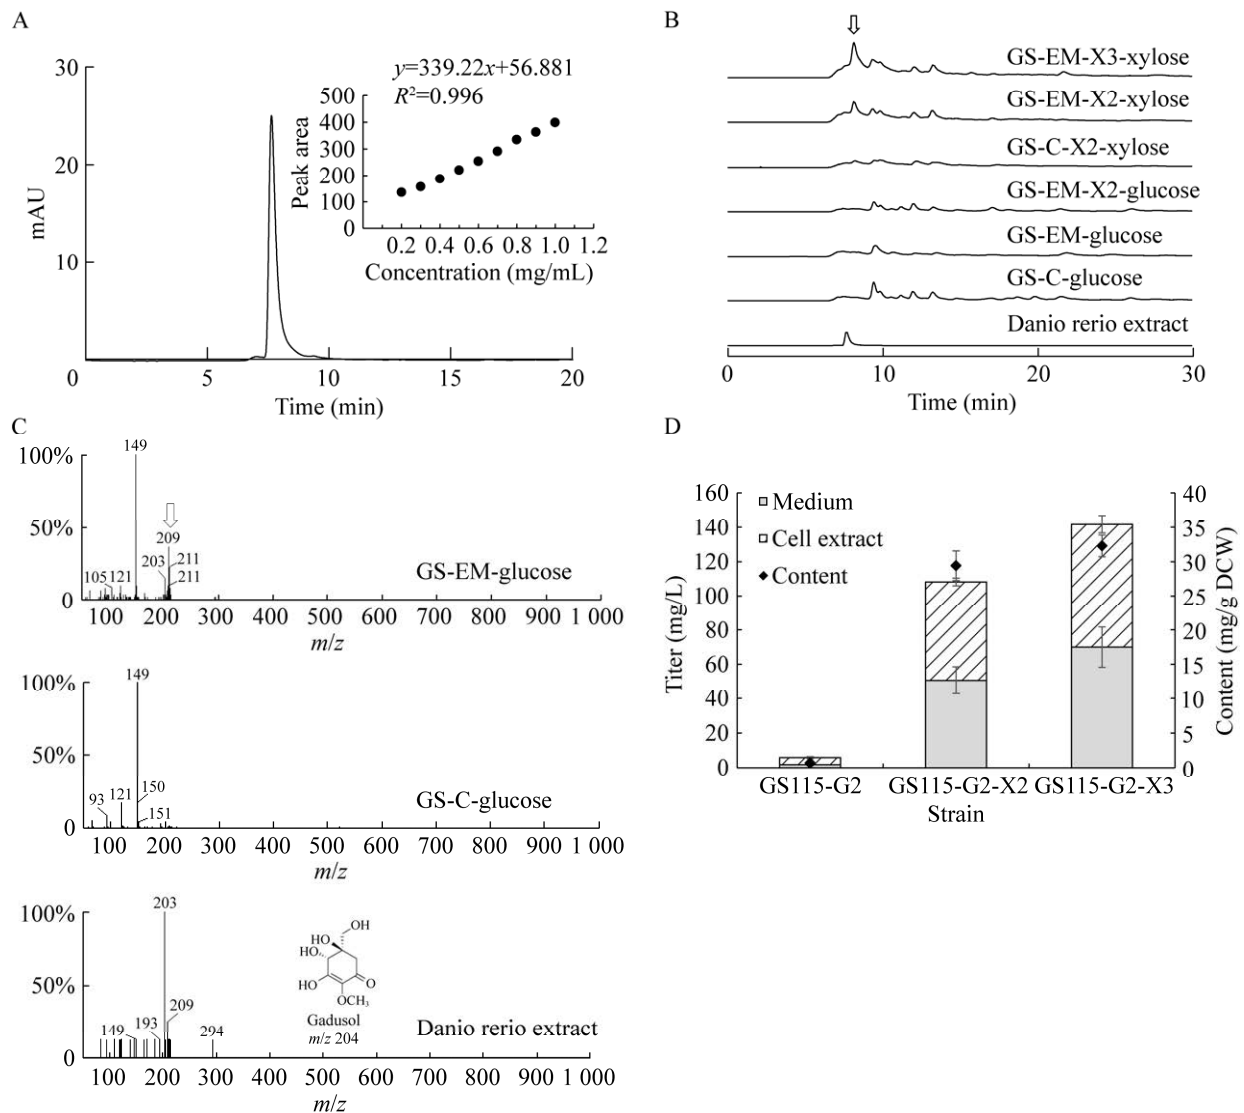 A
30
20
10
mAU
0
5
10
15
20
Time (min)
y=339.22x+56.881
R²=0.996
500
400
300
200
100
0
Peak area
0.2 0.4 0.6 0.8 1.0 1.2
Concentration (mg/mL)
B
GS-EM-X3-xylose
GS-EM-X2-xylose
GS-C-X2-xylose
GS-EM-X2-glucose
GS-EM-glucose
GS-C-glucose
Danio rerio extract
0 10 20 30
Time (min)
C
100%
50%
0
149
209
203
211
211
105
121
GS-EM-glucose
100 200 300 400 500 600 700 800 900 1 000
m/z
100%
50%
0
149
150
151
121
93
GS-C-glucose
100 200 300 400 500 600 700 800 900 1 000
m/z
100%
50%
0
203
209
193
149
294
OH
HO
HO
HO
O
OCH₃
Gadusol
m/z 204
Danio rerio extract
100 200 300 400 500 600 700 800 900 1 000
m/z
D
160
140
120
100
80
60
40
20
0
Titer (mg/L)
Medium
Cell extract
Content
40
35
30
25
20
15
10
5
0
Content (mg/g DCW)
GS115-G2 GS115-G2-X2 GS115-G2-X3
Strain